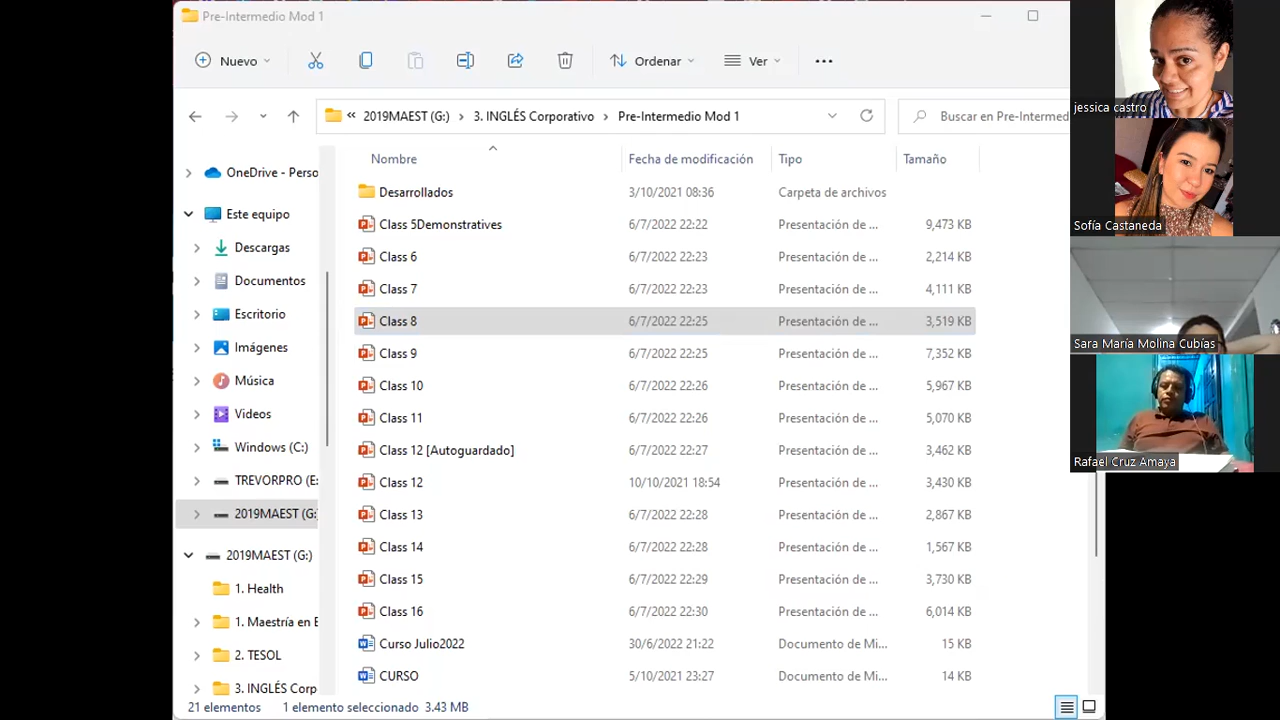 Pre-Intermedio Mod 1
Nuevo
Ordenar
Ver
« 2019MAEST (G:) > 3. INGLÉS Corporativo > Pre-Intermedio Mod 1
Buscar en Pre-Intermed
Nombre Fecha de modificación Tipo Tamaño
OneDrive - Perso
Este equipo
Descargas
Documentos
Escritorio
Imágenes
Música
Videos
Windows (C:)
TREVORPRO (E:
2019MAEST (G:
2019MAEST (G:)
1. Health
1. Maestría en E
2. TESOL
3. INGLÉS Corp
Desarrollados 3/10/2021 08:36 Carpeta de archivos
Class 5Demonstratives 6/7/2022 22:22 Presentación de ... 9,473 KB
Class 6 6/7/2022 22:23 Presentación de ... 2,214 KB
Class 7 6/7/2022 22:23 Presentación de ... 4,111 KB
Class 8 6/7/2022 22:25 Presentación de ... 3,519 KB
Class 9 6/7/2022 22:25 Presentación de ... 7,352 KB
Class 10 6/7/2022 22:26 Presentación de ... 5,967 KB
Class 11 6/7/2022 22:26 Presentación de ... 5,070 KB
Class 12 [Autoguardado] 6/7/2022 22:27 Presentación de ... 3,462 KB
Class 12 10/10/2021 18:54 Presentación de ... 3,430 KB
Class 13 6/7/2022 22:28 Presentación de ... 2,867 KB
Class 14 6/7/2022 22:28 Presentación de ... 1,567 KB
Class 15 6/7/2022 22:29 Presentación de ... 3,730 KB
Class 16 6/7/2022 22:30 Presentación de ... 6,014 KB
Curso Julio2022 30/6/2022 21:22 Documento de Mi... 15 KB
CURSO 5/10/2021 23:27 Documento de Mi... 14 KB
21 elementos 1 elemento seleccionado 3.43 MB
jessica castro
Sofía Castaneda
Sara María Molina Cubías
Rafael Cruz Amaya